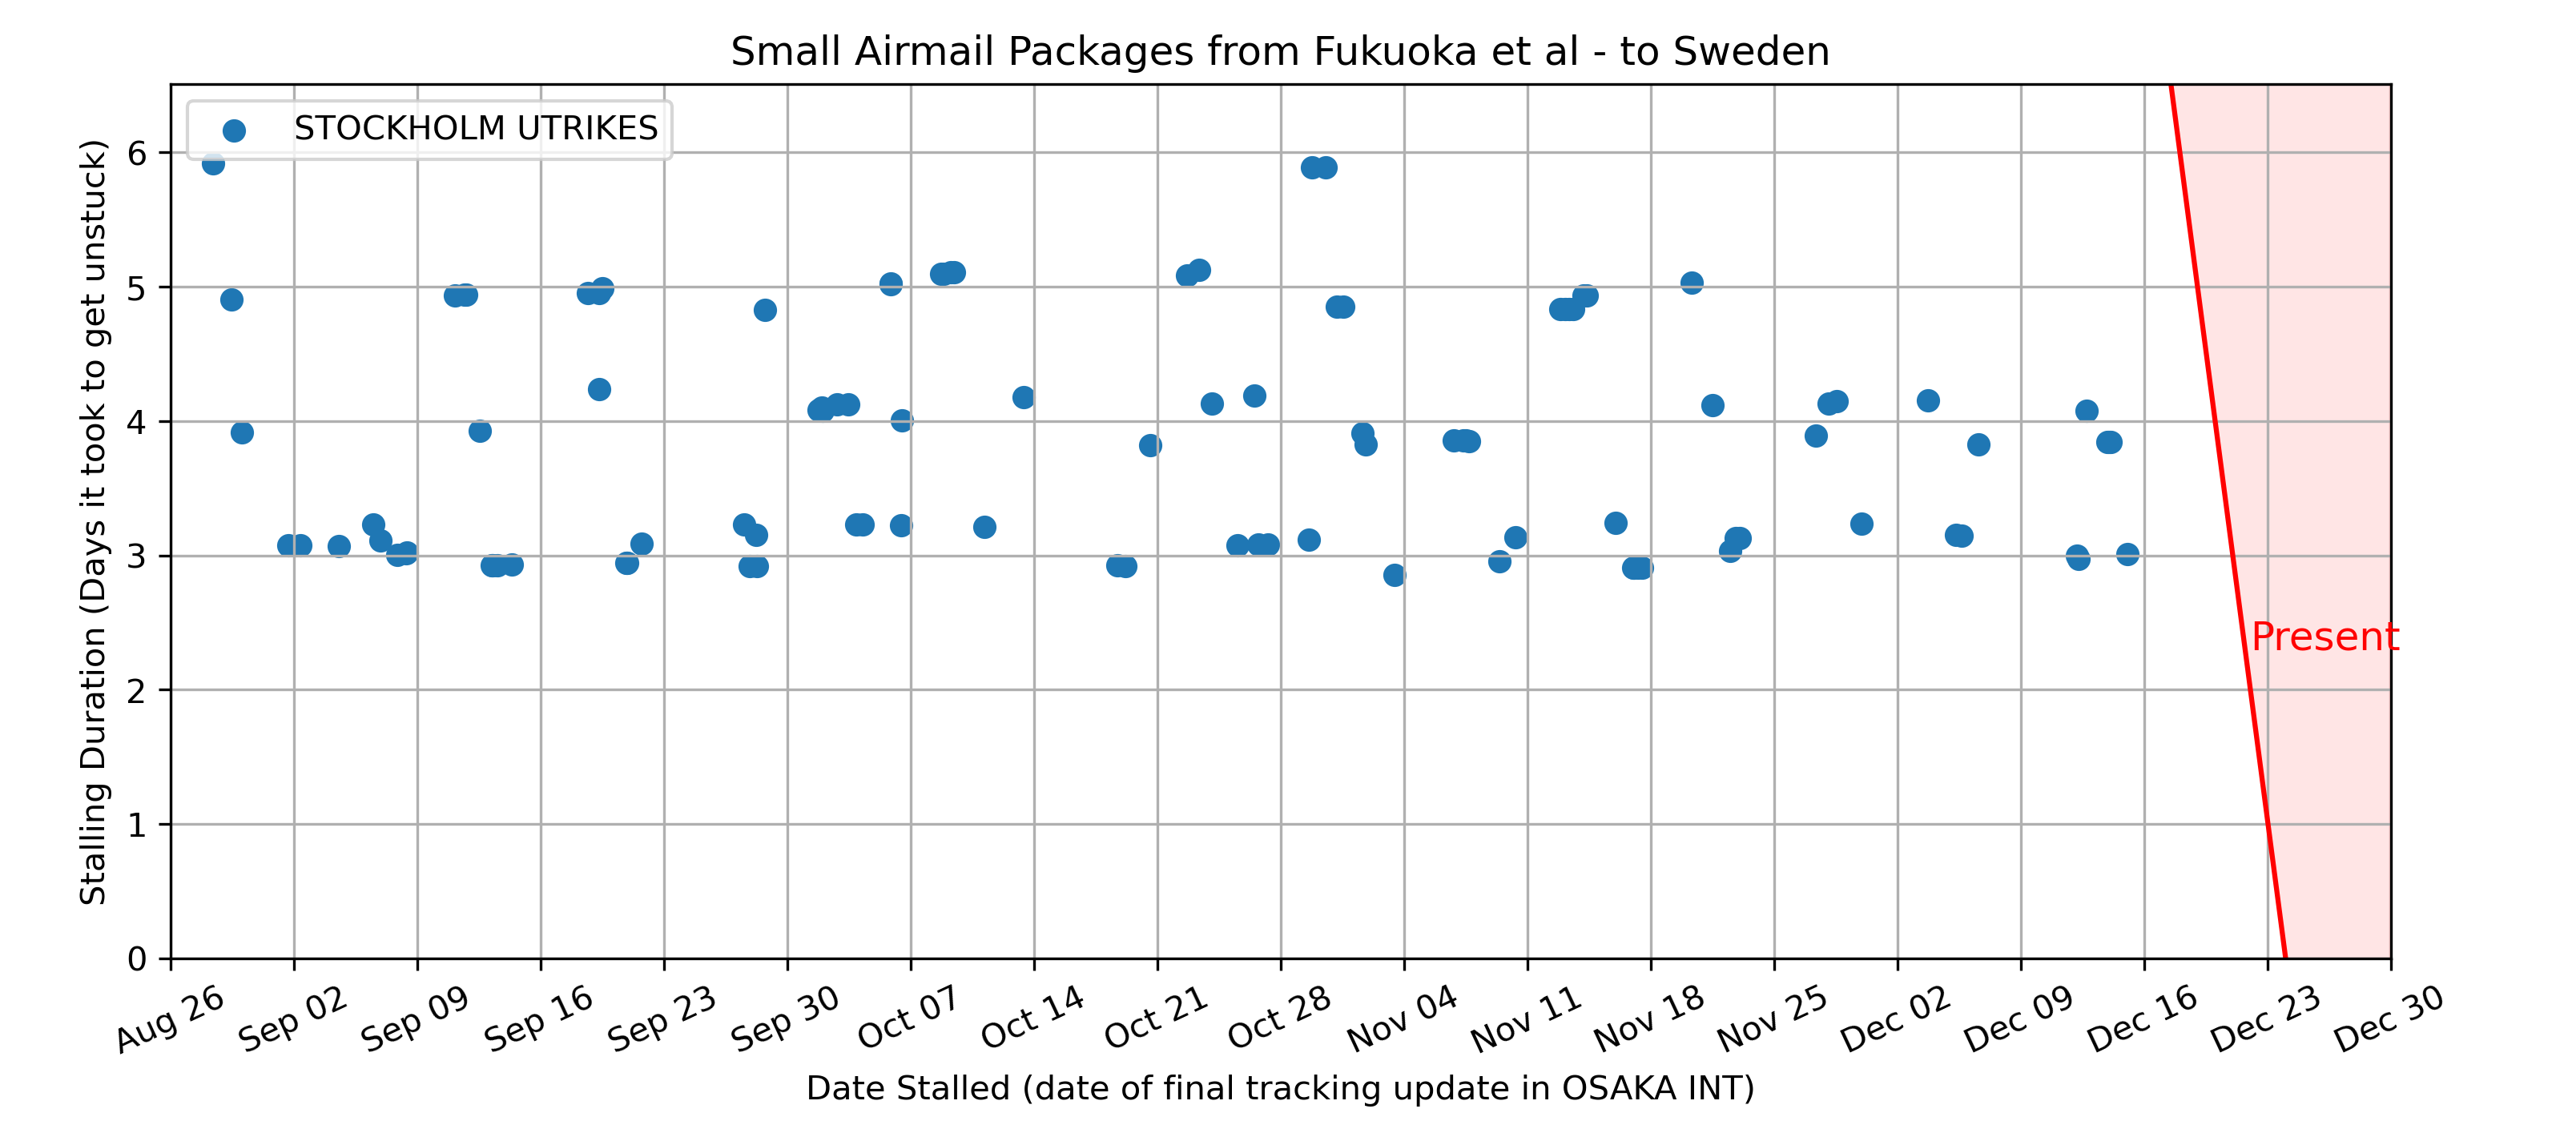 Small Airmail Packages from Fukuoka et al - to Sweden
STOCKHOLM UTRIKES
Stalling Duration (Days it took to get unstuck)
6
5
4
3
2
1
0
Present
Aug 26
Sep 02
Sep 09
Sep 16
Sep 23
Sep 30
Oct 07
Oct 14
Oct 21
Oct 28
Nov 04
Nov 11
Nov 18
Nov 25
Dec 02
Dec 09
Dec 16
Dec 23
Dec 30
Date Stalled (date of final tracking update in OSAKA INT)